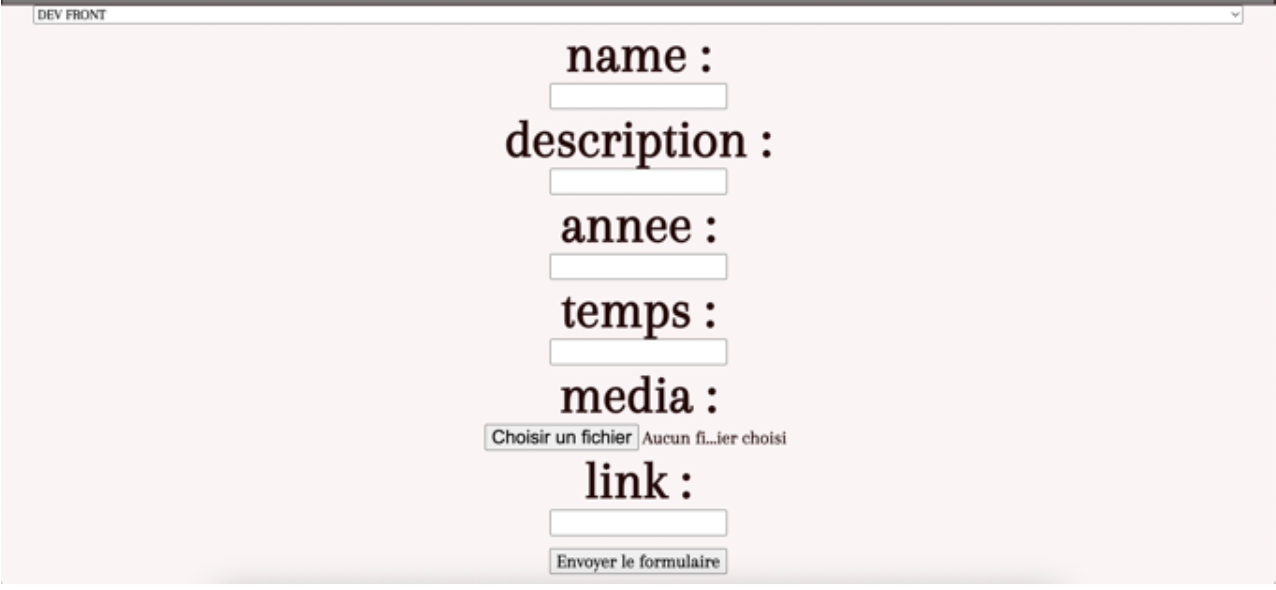 DEV FRONT
name :
description :
annee :
temps :
media :
Choisir un fichier Aucun fi...ier choisi
link :
Envoyer le formulaire